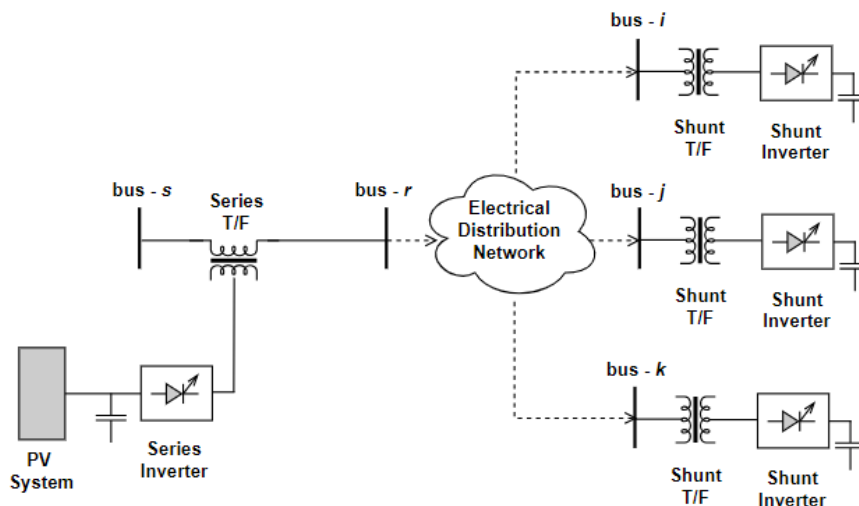 bus - i
Shunt
T/F
Shunt
Inverter
bus - s
Series
T/F
bus - r
Electrical
Distribution
Network
bus - j
Shunt
T/F
Shunt
Inverter
bus - k
PV
System
Series
Inverter
Shunt
T/F
Shunt
Inverter